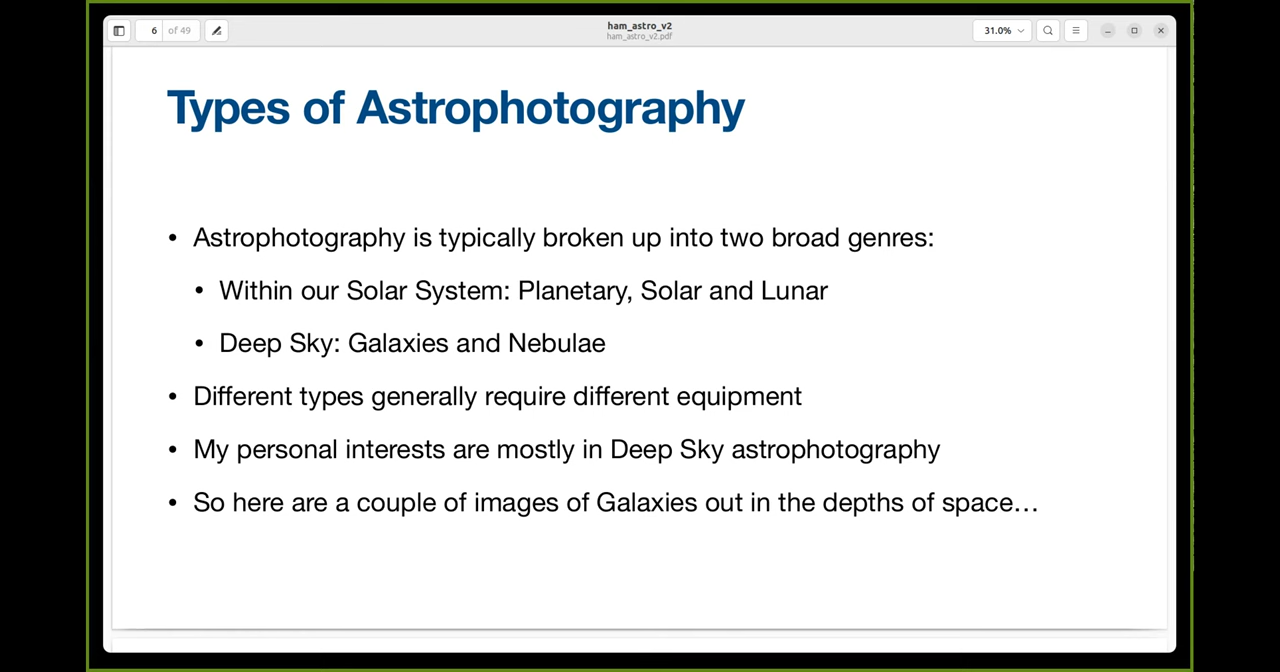 6 of 49
ham_astro_v2
ham_astro_v2.pdf
31.0%
Types of Astrophotography
• Astrophotography is typically broken up into two broad genres:
• Within our Solar System: Planetary, Solar and Lunar
• Deep Sky: Galaxies and Nebulae
• Different types generally require different equipment
• My personal interests are mostly in Deep Sky astrophotography
• So here are a couple of images of Galaxies out in the depths of space…